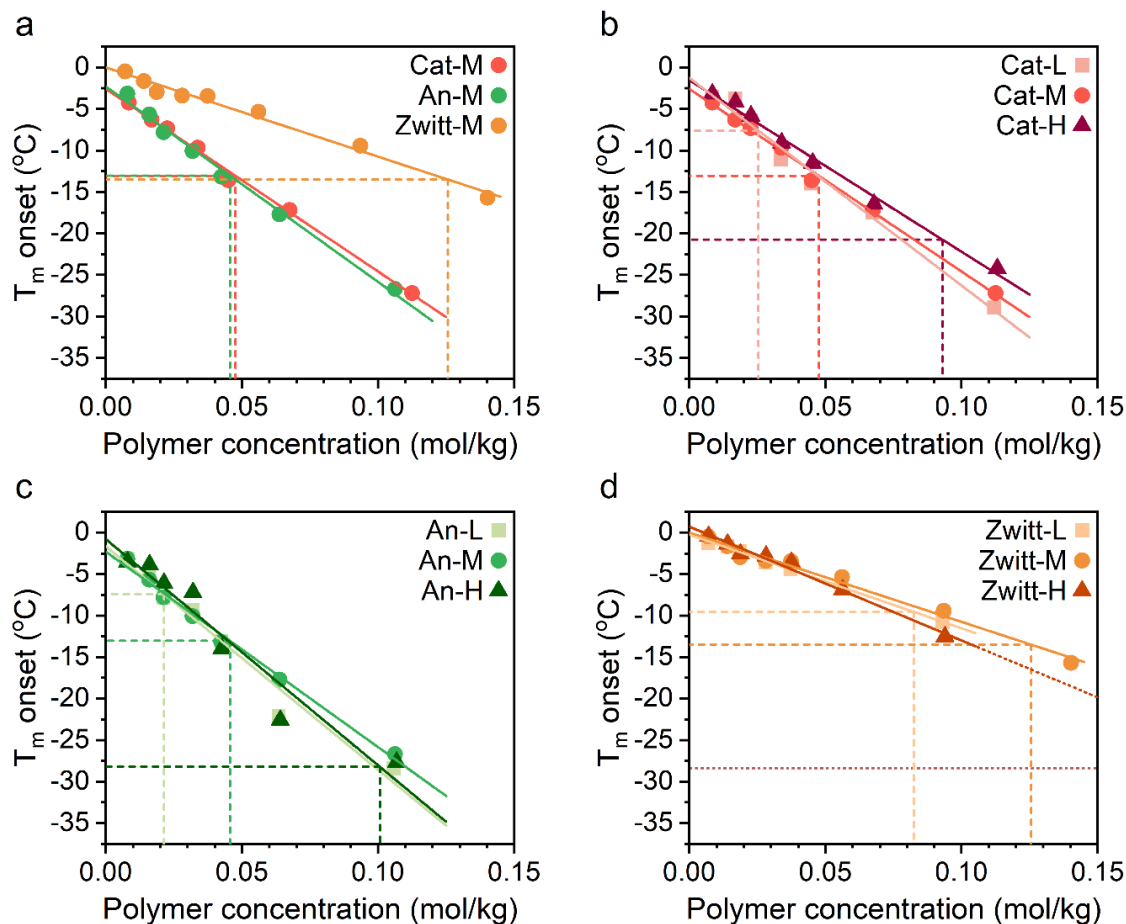 a
Cat-M
An-M
Zwitt-M
0
-5
-10
-15
-20
-25
-30
-35
Tm onset (°C)
0.00 0.05 0.10 0.15
Polymer concentration (mol/kg)
b
Cat-L
Cat-M
Cat-H
0
-5
-10
-15
-20
-25
-30
-35
Tm onset (°C)
0.00 0.05 0.10 0.15
Polymer concentration (mol/kg)
c
An-L
An-M
An-H
0
-5
-10
-15
-20
-25
-30
-35
Tm onset (°C)
0.00 0.05 0.10 0.15
Polymer concentration (mol/kg)
d
Zwitt-L
Zwitt-M
Zwitt-H
0
-5
-10
-15
-20
-25
-30
-35
Tm onset (°C)
0.00 0.05 0.10 0.15
Polymer concentration (mol/kg)